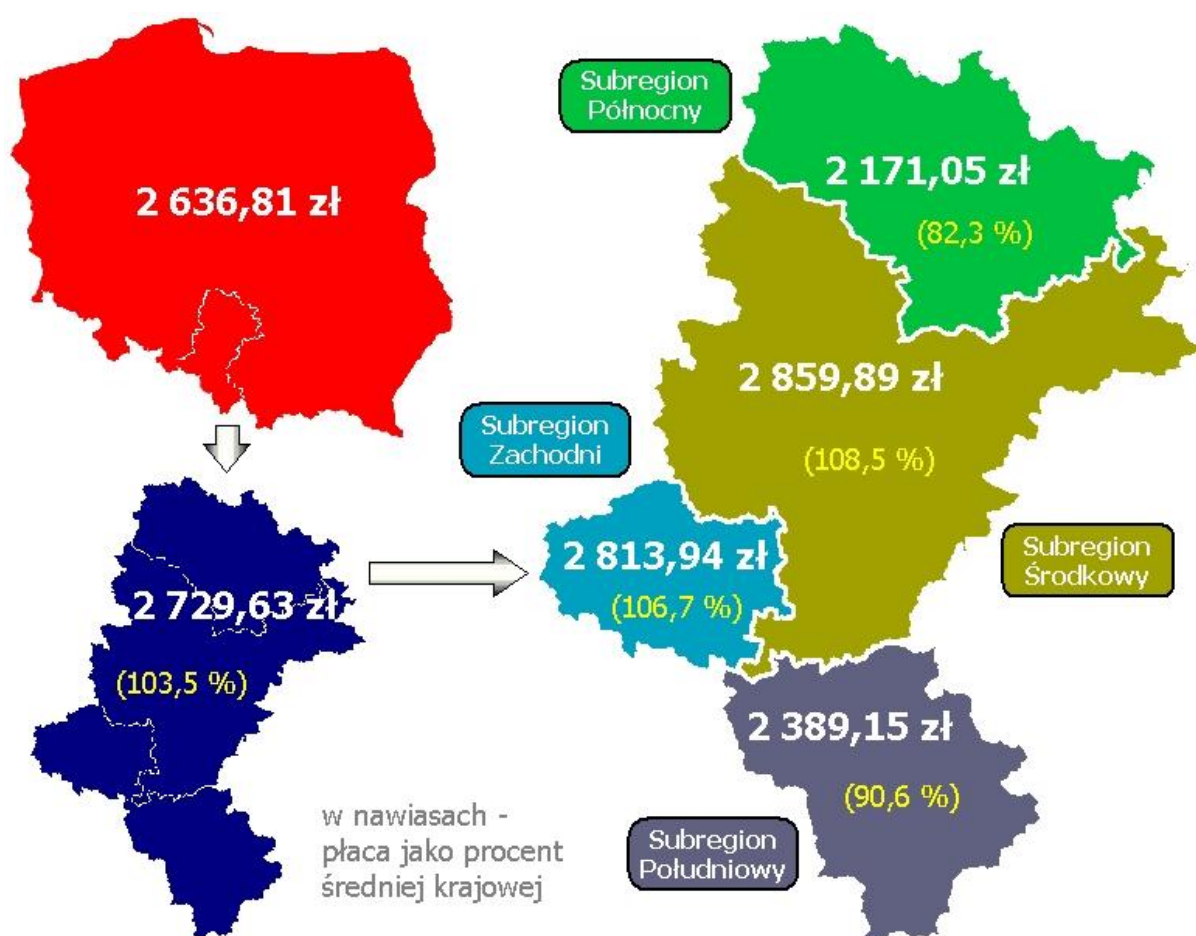 2 636,81 zł
2 729,63 zł
(103,5 %)
w nawiasach -
płaca jako procent
średniej krajowej
Subregion
Północny
2 171,05 zł
(82,3 %)
2 859,89 zł
(108,5 %)
Subregion
Środkowy
Subregion
Zachodni
2 813,94 zł
(106,7 %)
2 389,15 zł
(90,6 %)
Subregion
Południowy